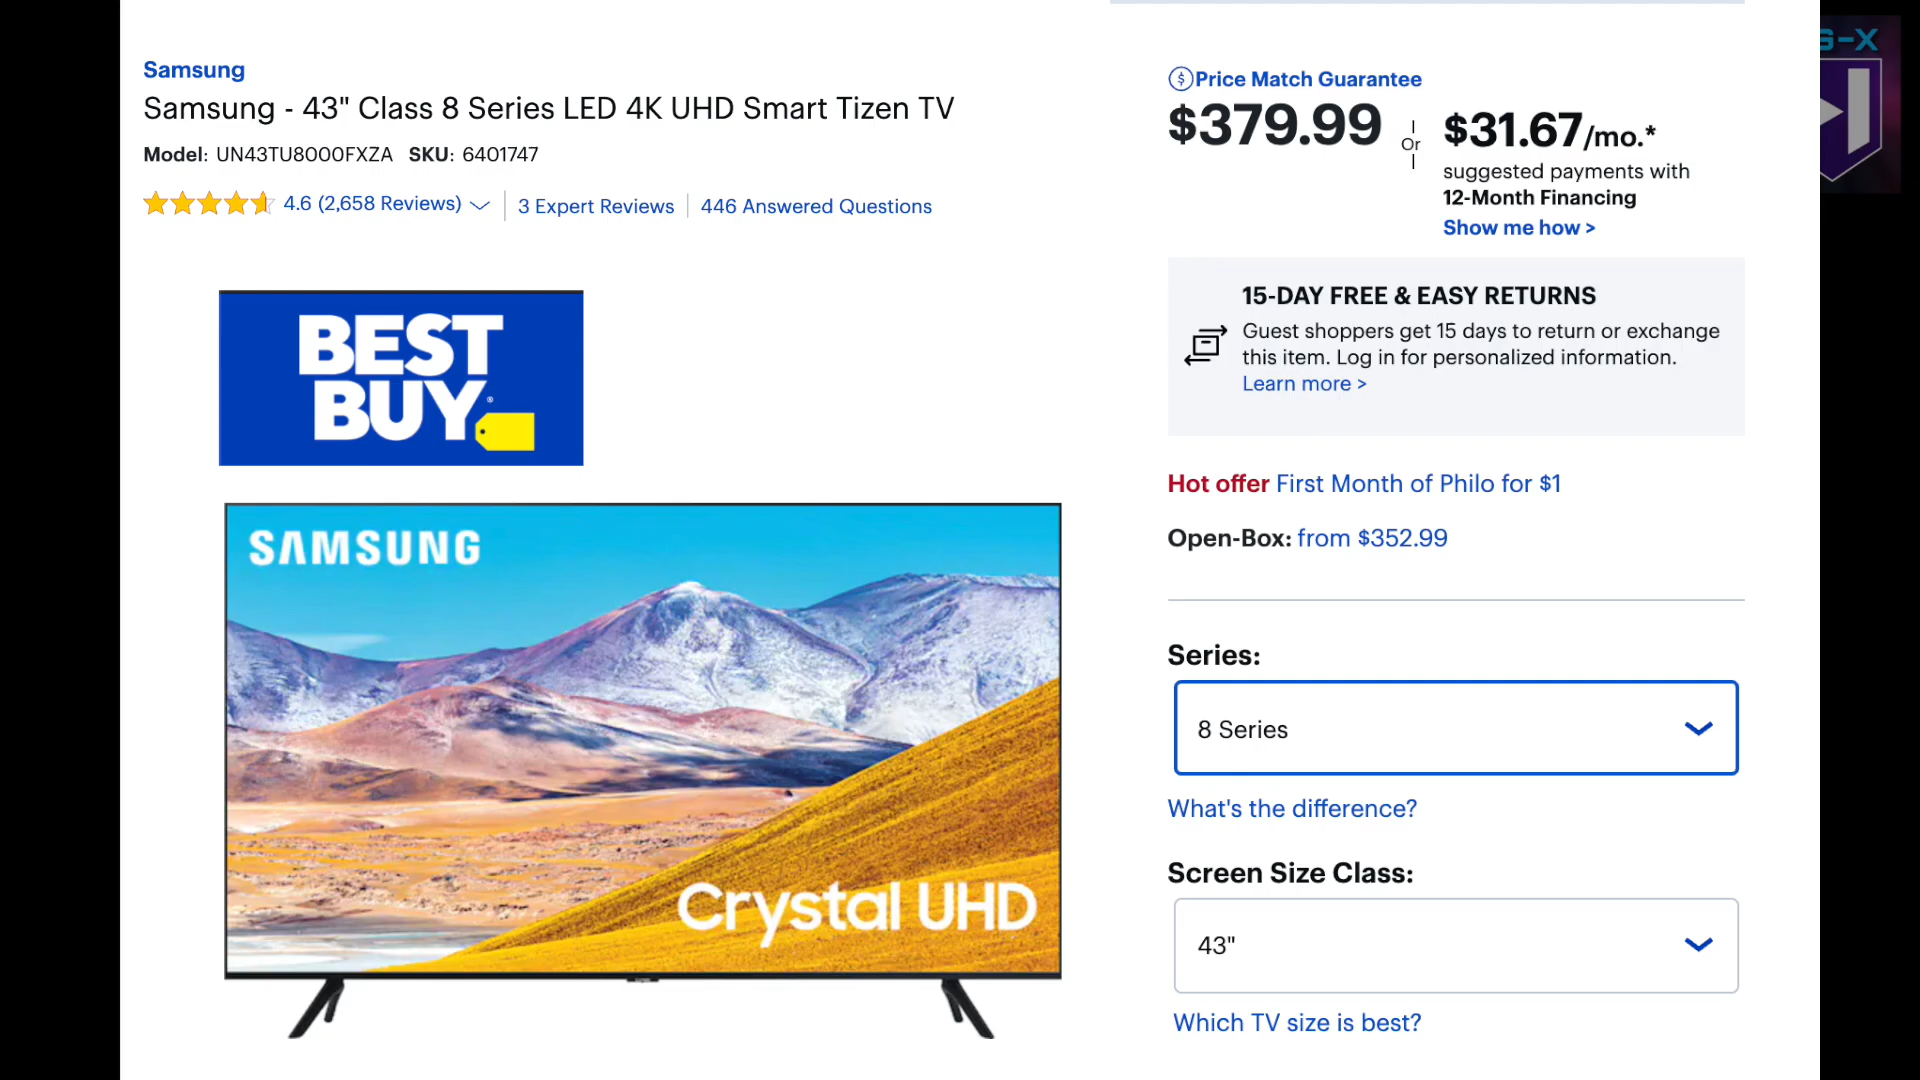 Samsung
Samsung - 43" Class 8 Series LED 4K UHD Smart Tizen TV
Model: UN43TU8000FXZA SKU: 6401747
4.6 (2,658 Reviews)
3 Expert Reviews
446 Answered Questions
BEST
BUY®
SAMSUNG
Crystal UHD
Price Match Guarantee
$379.99
Or
$31.67/mo.*
suggested payments with
12-Month Financing
Show me how >
15-DAY FREE & EASY RETURNS
Guest shoppers get 15 days to return or exchange
this item. Log in for personalized information.
Learn more >
Hot offer First Month of Philo for $1
Open-Box: from $352.99
Series:
8 Series
What's the difference?
Screen Size Class:
43"
Which TV size is best?
G-X